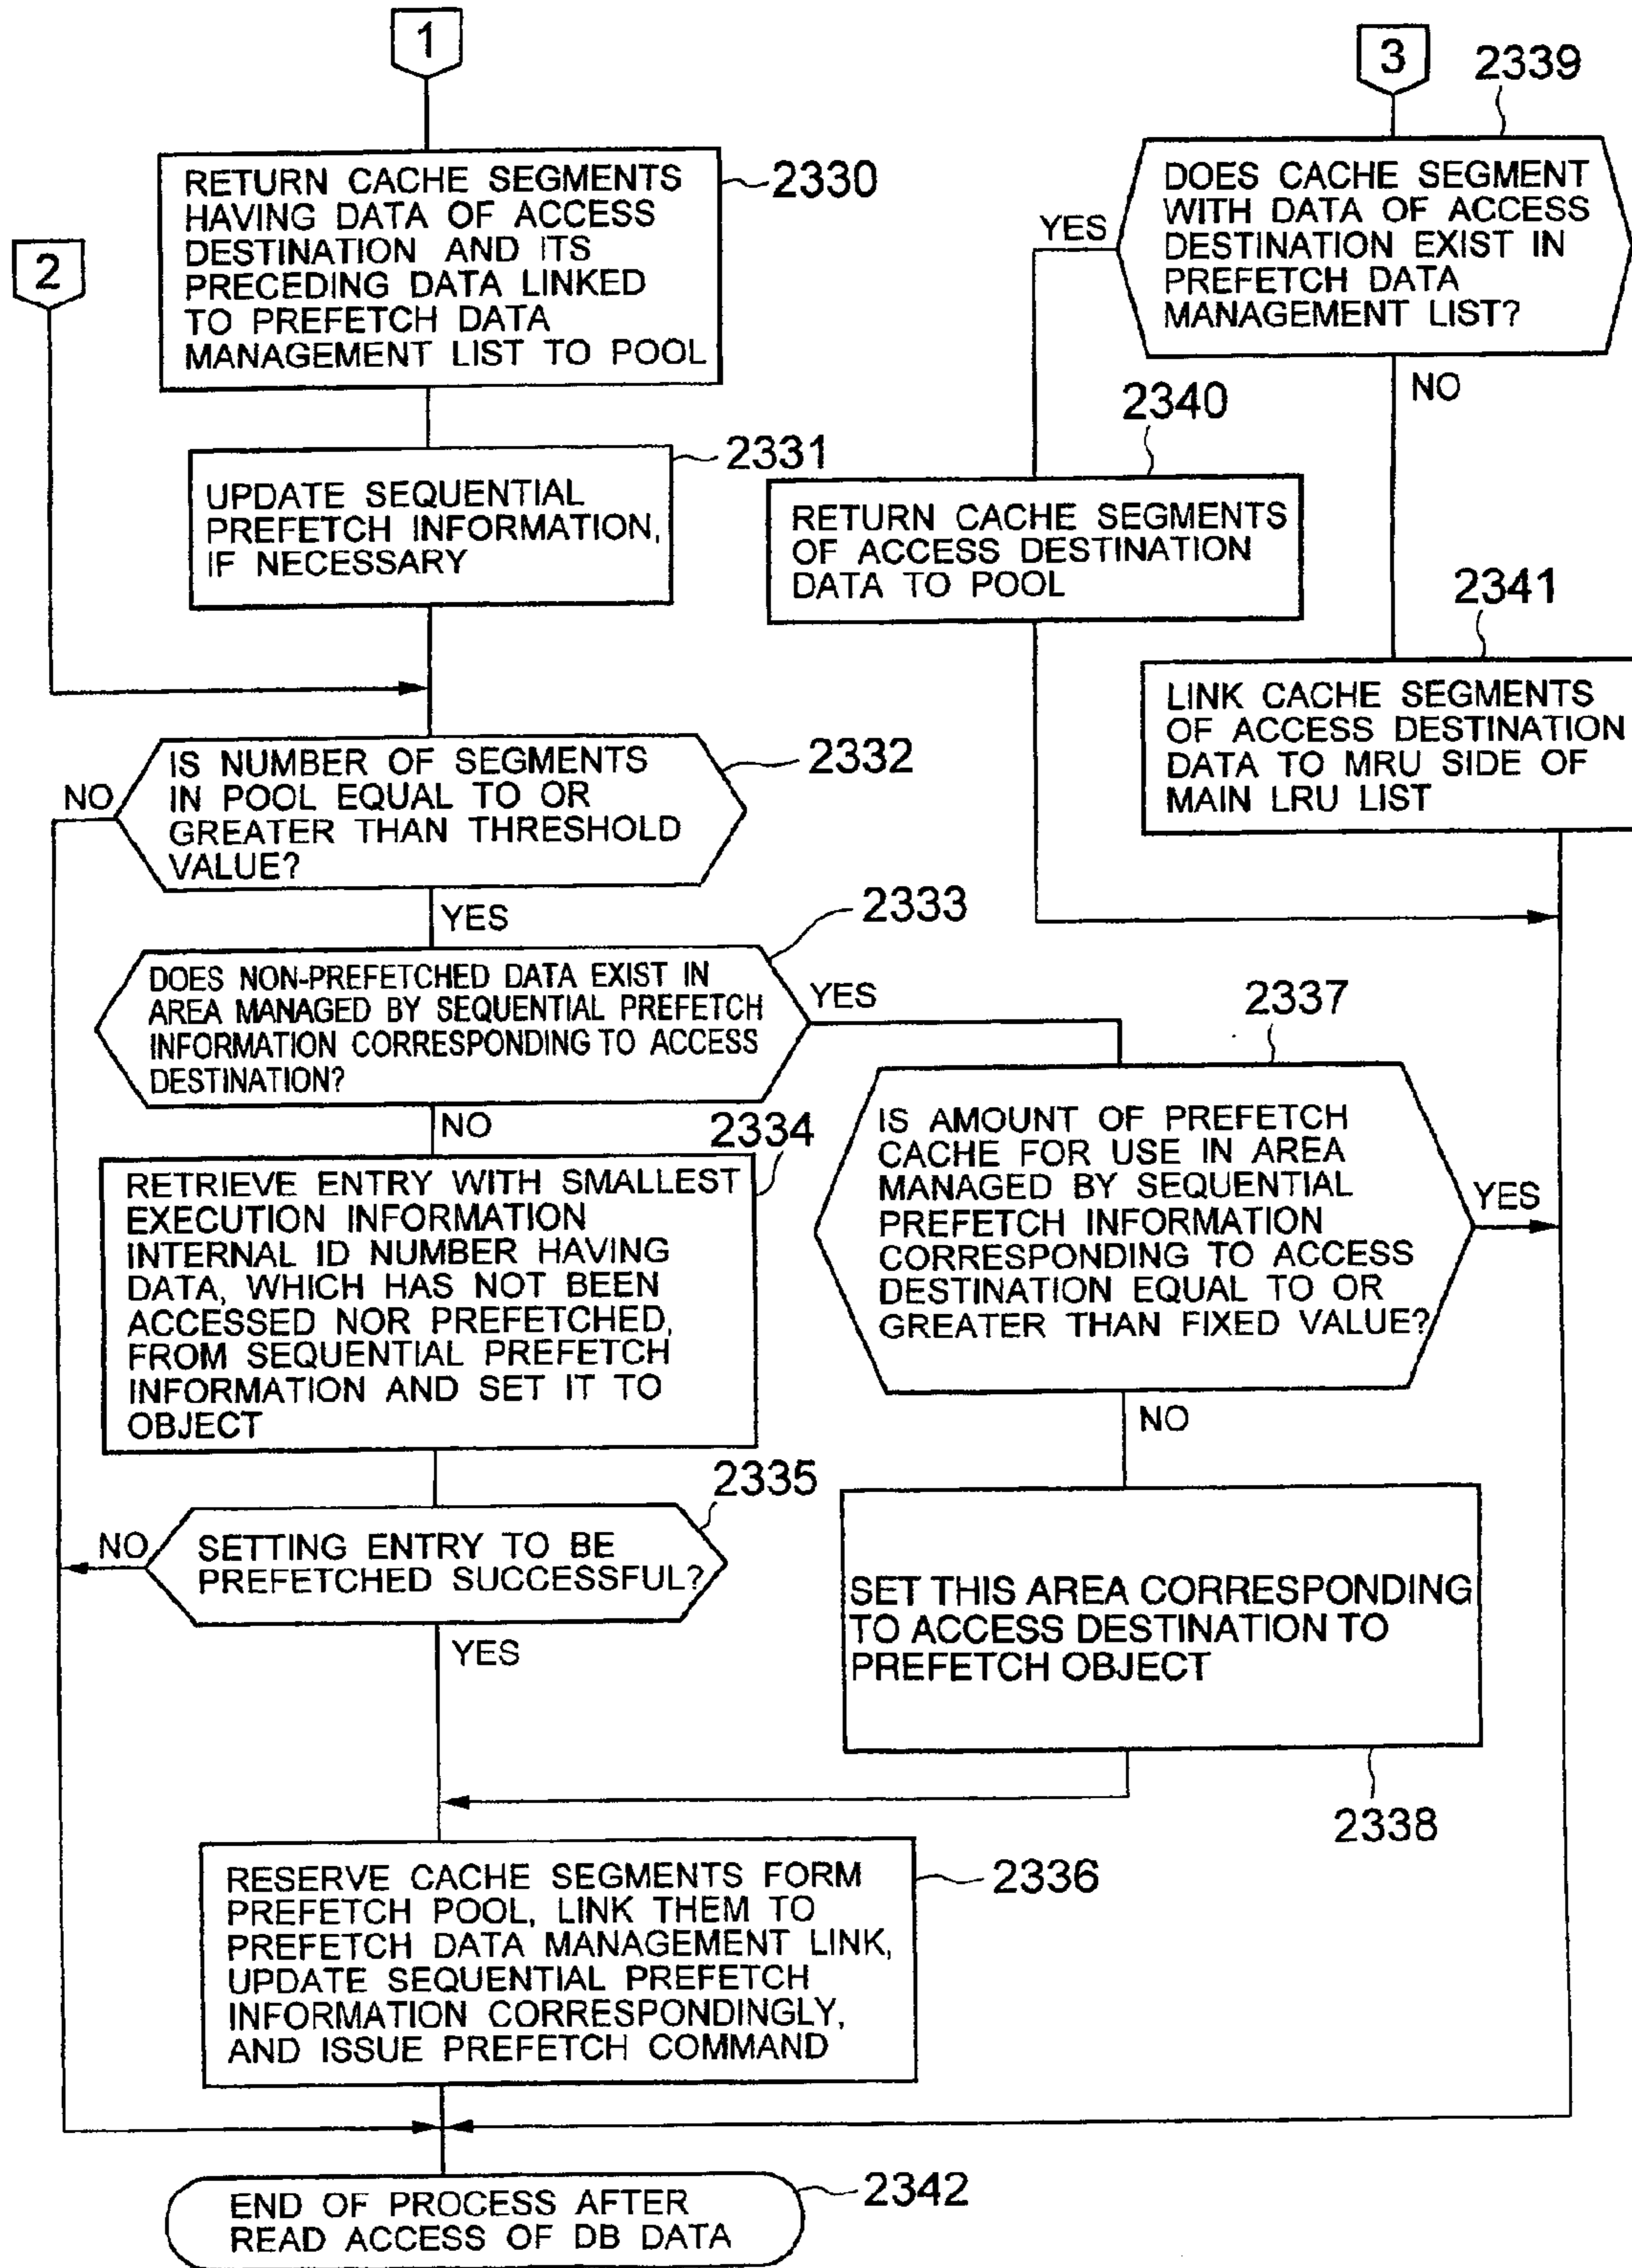 1
RETURN CACHE SEGMENTS
HAVING DATA OF ACCESS
DESTINATION AND ITS
PRECEDING DATA LINKED
TO PREFETCH DATA
MANAGEMENT LIST TO POOL
2330
2
UPDATE SEQUENTIAL
PREFETCH INFORMATION,
IF NECESSARY
2331
IS NUMBER OF SEGMENTS
IN POOL EQUAL TO OR
GREATER THAN THRESHOLD
VALUE?
2332
NO
YES
DOES NON-PREFETCHED DATA EXIST IN
AREA MANAGED BY SEQUENTIAL PREFETCH
INFORMATION CORRESPONDING TO ACCESS
DESTINATION?
2333
YES
NO
RETRIEVE ENTRY WITH SMALLEST
EXECUTION INFORMATION
INTERNAL ID NUMBER HAVING
DATA, WHICH HAS NOT BEEN
ACCESSED NOR PREFETCHED,
FROM SEQUENTIAL PREFETCH
INFORMATION AND SET IT TO
OBJECT
2334
SETTING ENTRY TO BE
PREFETCHED SUCCESSFUL?
2335
NO
YES
3
DOES CACHE SEGMENT
WITH DATA OF ACCESS
DESTINATION EXIST IN
PREFETCH DATA
MANAGEMENT LIST?
2339
YES
NO
RETURN CACHE SEGMENTS
OF ACCESS DESTINATION
DATA TO POOL
2340
LINK CACHE SEGMENTS
OF ACCESS DESTINATION
DATA TO MRU SIDE OF
MAIN LRU LIST
2341
IS AMOUNT OF PREFETCH
CACHE FOR USE IN AREA
MANAGED BY SEQUENTIAL
PREFETCH INFORMATION
CORRESPONDING TO ACCESS
DESTINATION EQUAL TO OR
GREATER THAN FIXED VALUE?
2337
YES
NO
SET THIS AREA CORRESPONDING
TO ACCESS DESTINATION TO
PREFETCH OBJECT
2338
RESERVE CACHE SEGMENTS FORM
PREFETCH POOL, LINK THEM TO
PREFETCH DATA MANAGEMENT LINK,
UPDATE SEQUENTIAL PREFETCH
INFORMATION CORRESPONDINGLY,
AND ISSUE PREFETCH COMMAND
2336
END OF PROCESS AFTER
READ ACCESS OF DB DATA
2342